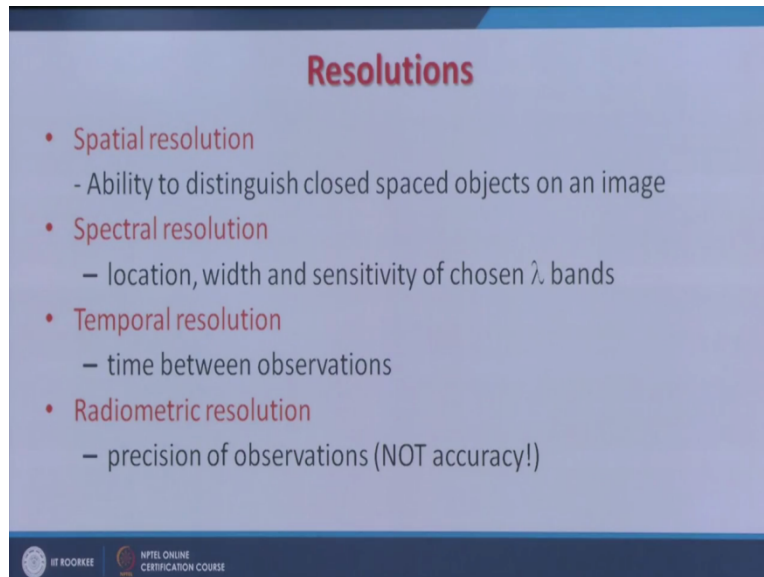 Resolutions
• Spatial resolution
- Ability to distinguish closed spaced objects on an image
• Spectral resolution
– location, width and sensitivity of chosen λ bands
• Temporal resolution
– time between observations
• Radiometric resolution
– precision of observations (NOT accuracy!)
IIT ROORKEE
NPTEL ONLINE
CERTIFICATION COURSE